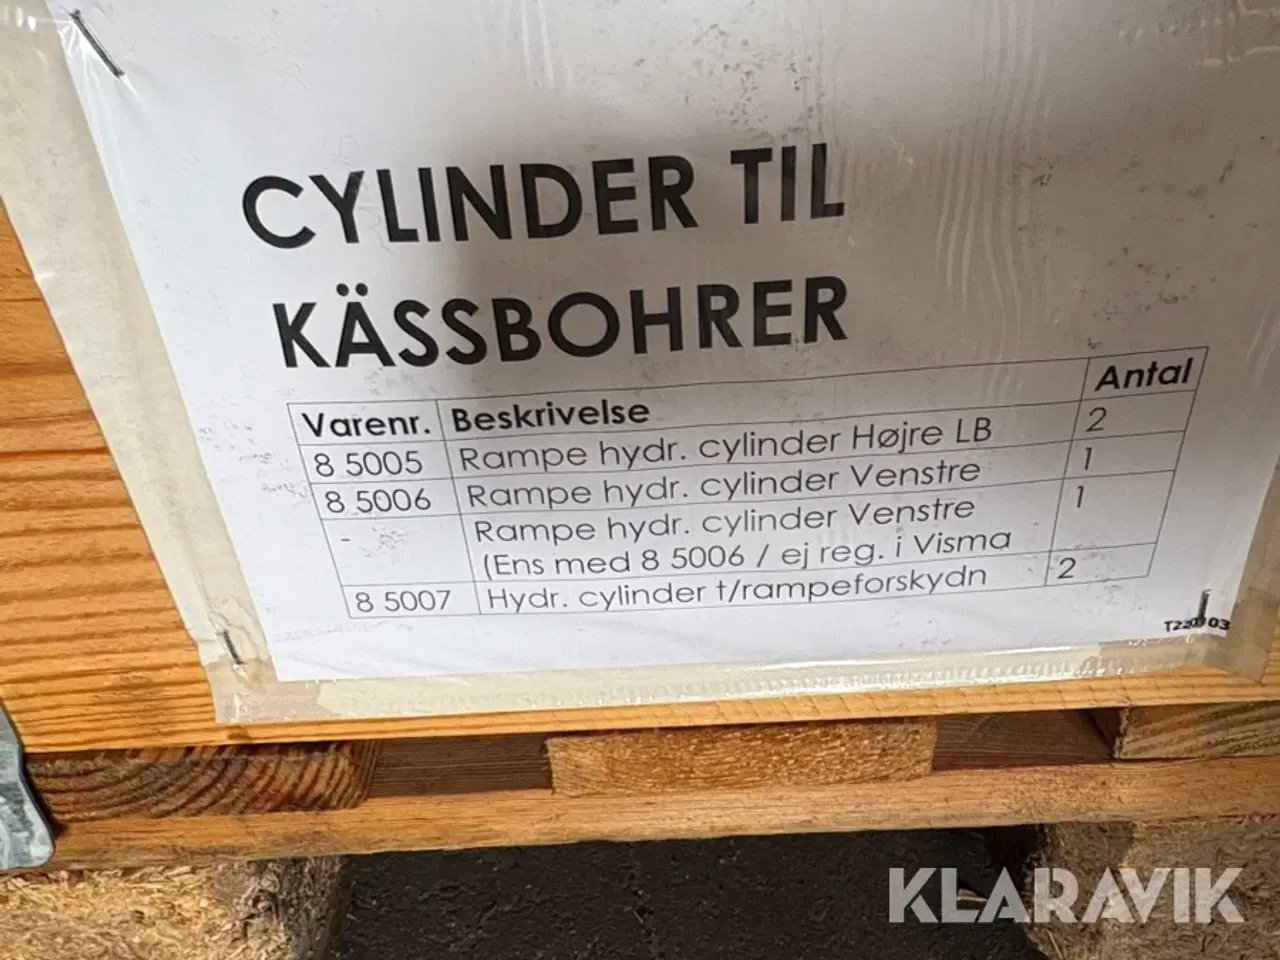 CYLINDER TIL
KÄSSBOHRER
Varenr. Beskrivelse Antal
8 5005 Rampe hydr. cylinder Højre LB 2
8 5006 Rampe hydr. cylinder Venstre 1
- Rampe hydr. cylinder Venstre 1
(Ens med 8 5006 / ej reg. i Visma
8 5007 Hydr. cylinder t/rampeforskydn 2
KLARAVIK